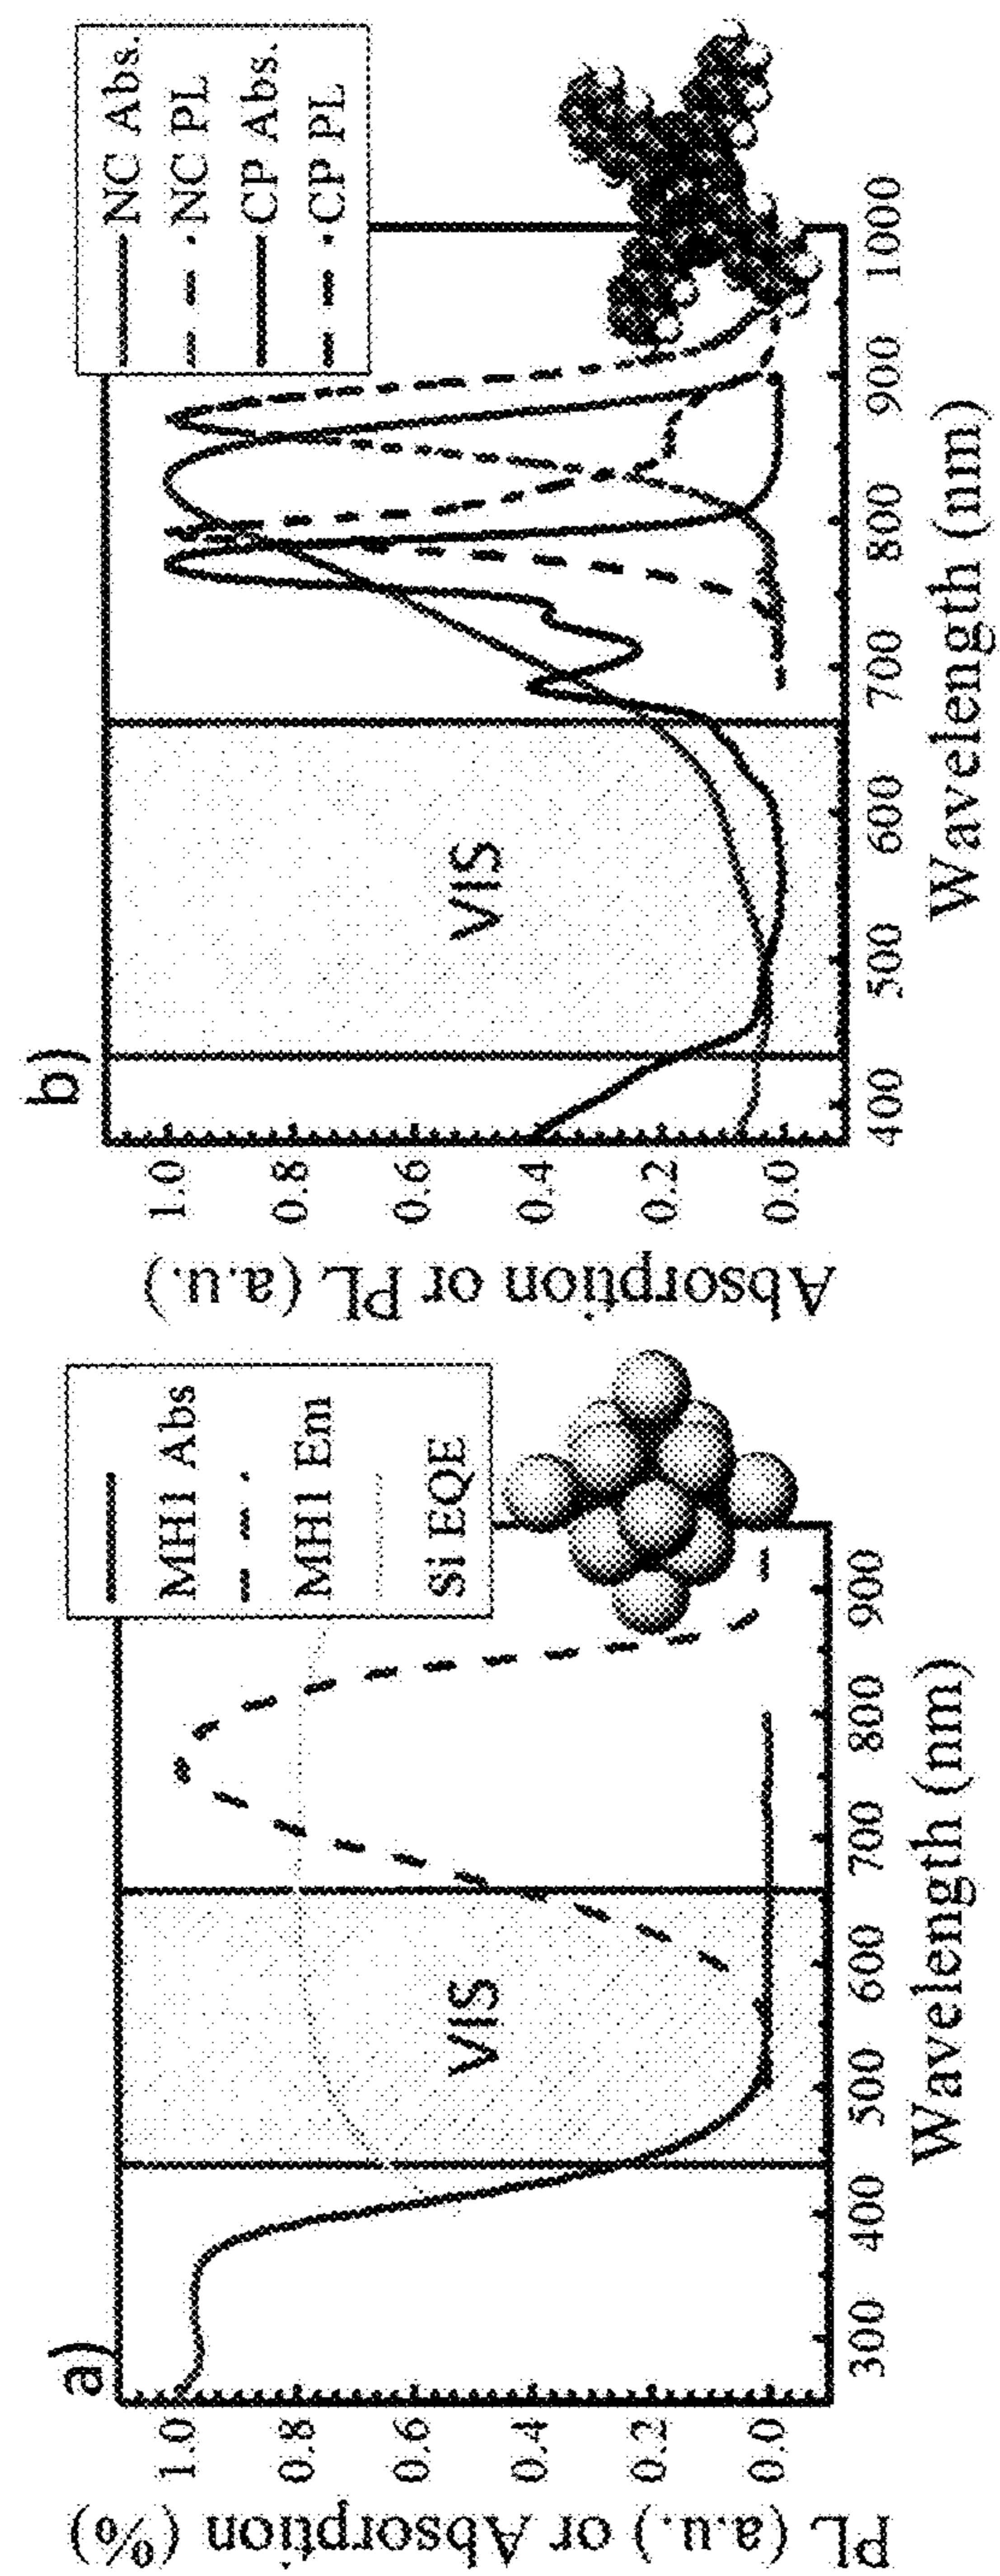 a)
PL (a.u.) or Absorption (%)
1.0
0.8
0.6
0.4
0.2
0.0
VIS
MH1 Abs
MH1 Em
Si EQE
300 400 500 600 700 800 900
Wavelength (nm)
b)
Absorption or PL (a.u.)
1.0
0.8
0.6
0.4
0.2
0.0
VIS
NC Abs.
NC PL
CP Abs.
CP PL
400 500 600 700 800 900 1000
Wavelength (nm)